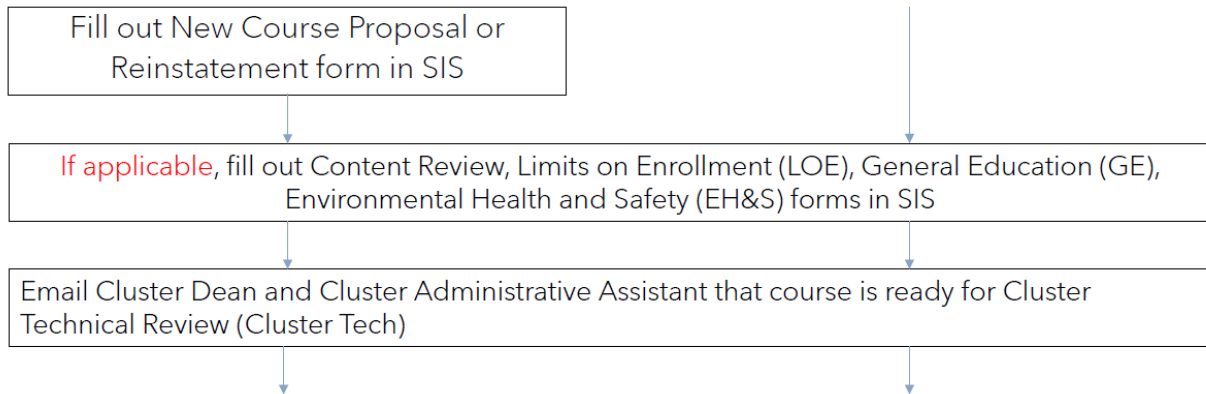 Fill out New Course Proposal or
Reinstatement form in SIS
If applicable, fill out Content Review, Limits on Enrollment (LOE), General Education (GE),
Environmental Health and Safety (EH&S) forms in SIS
Email Cluster Dean and Cluster Administrative Assistant that course is ready for Cluster
Technical Review (Cluster Tech)